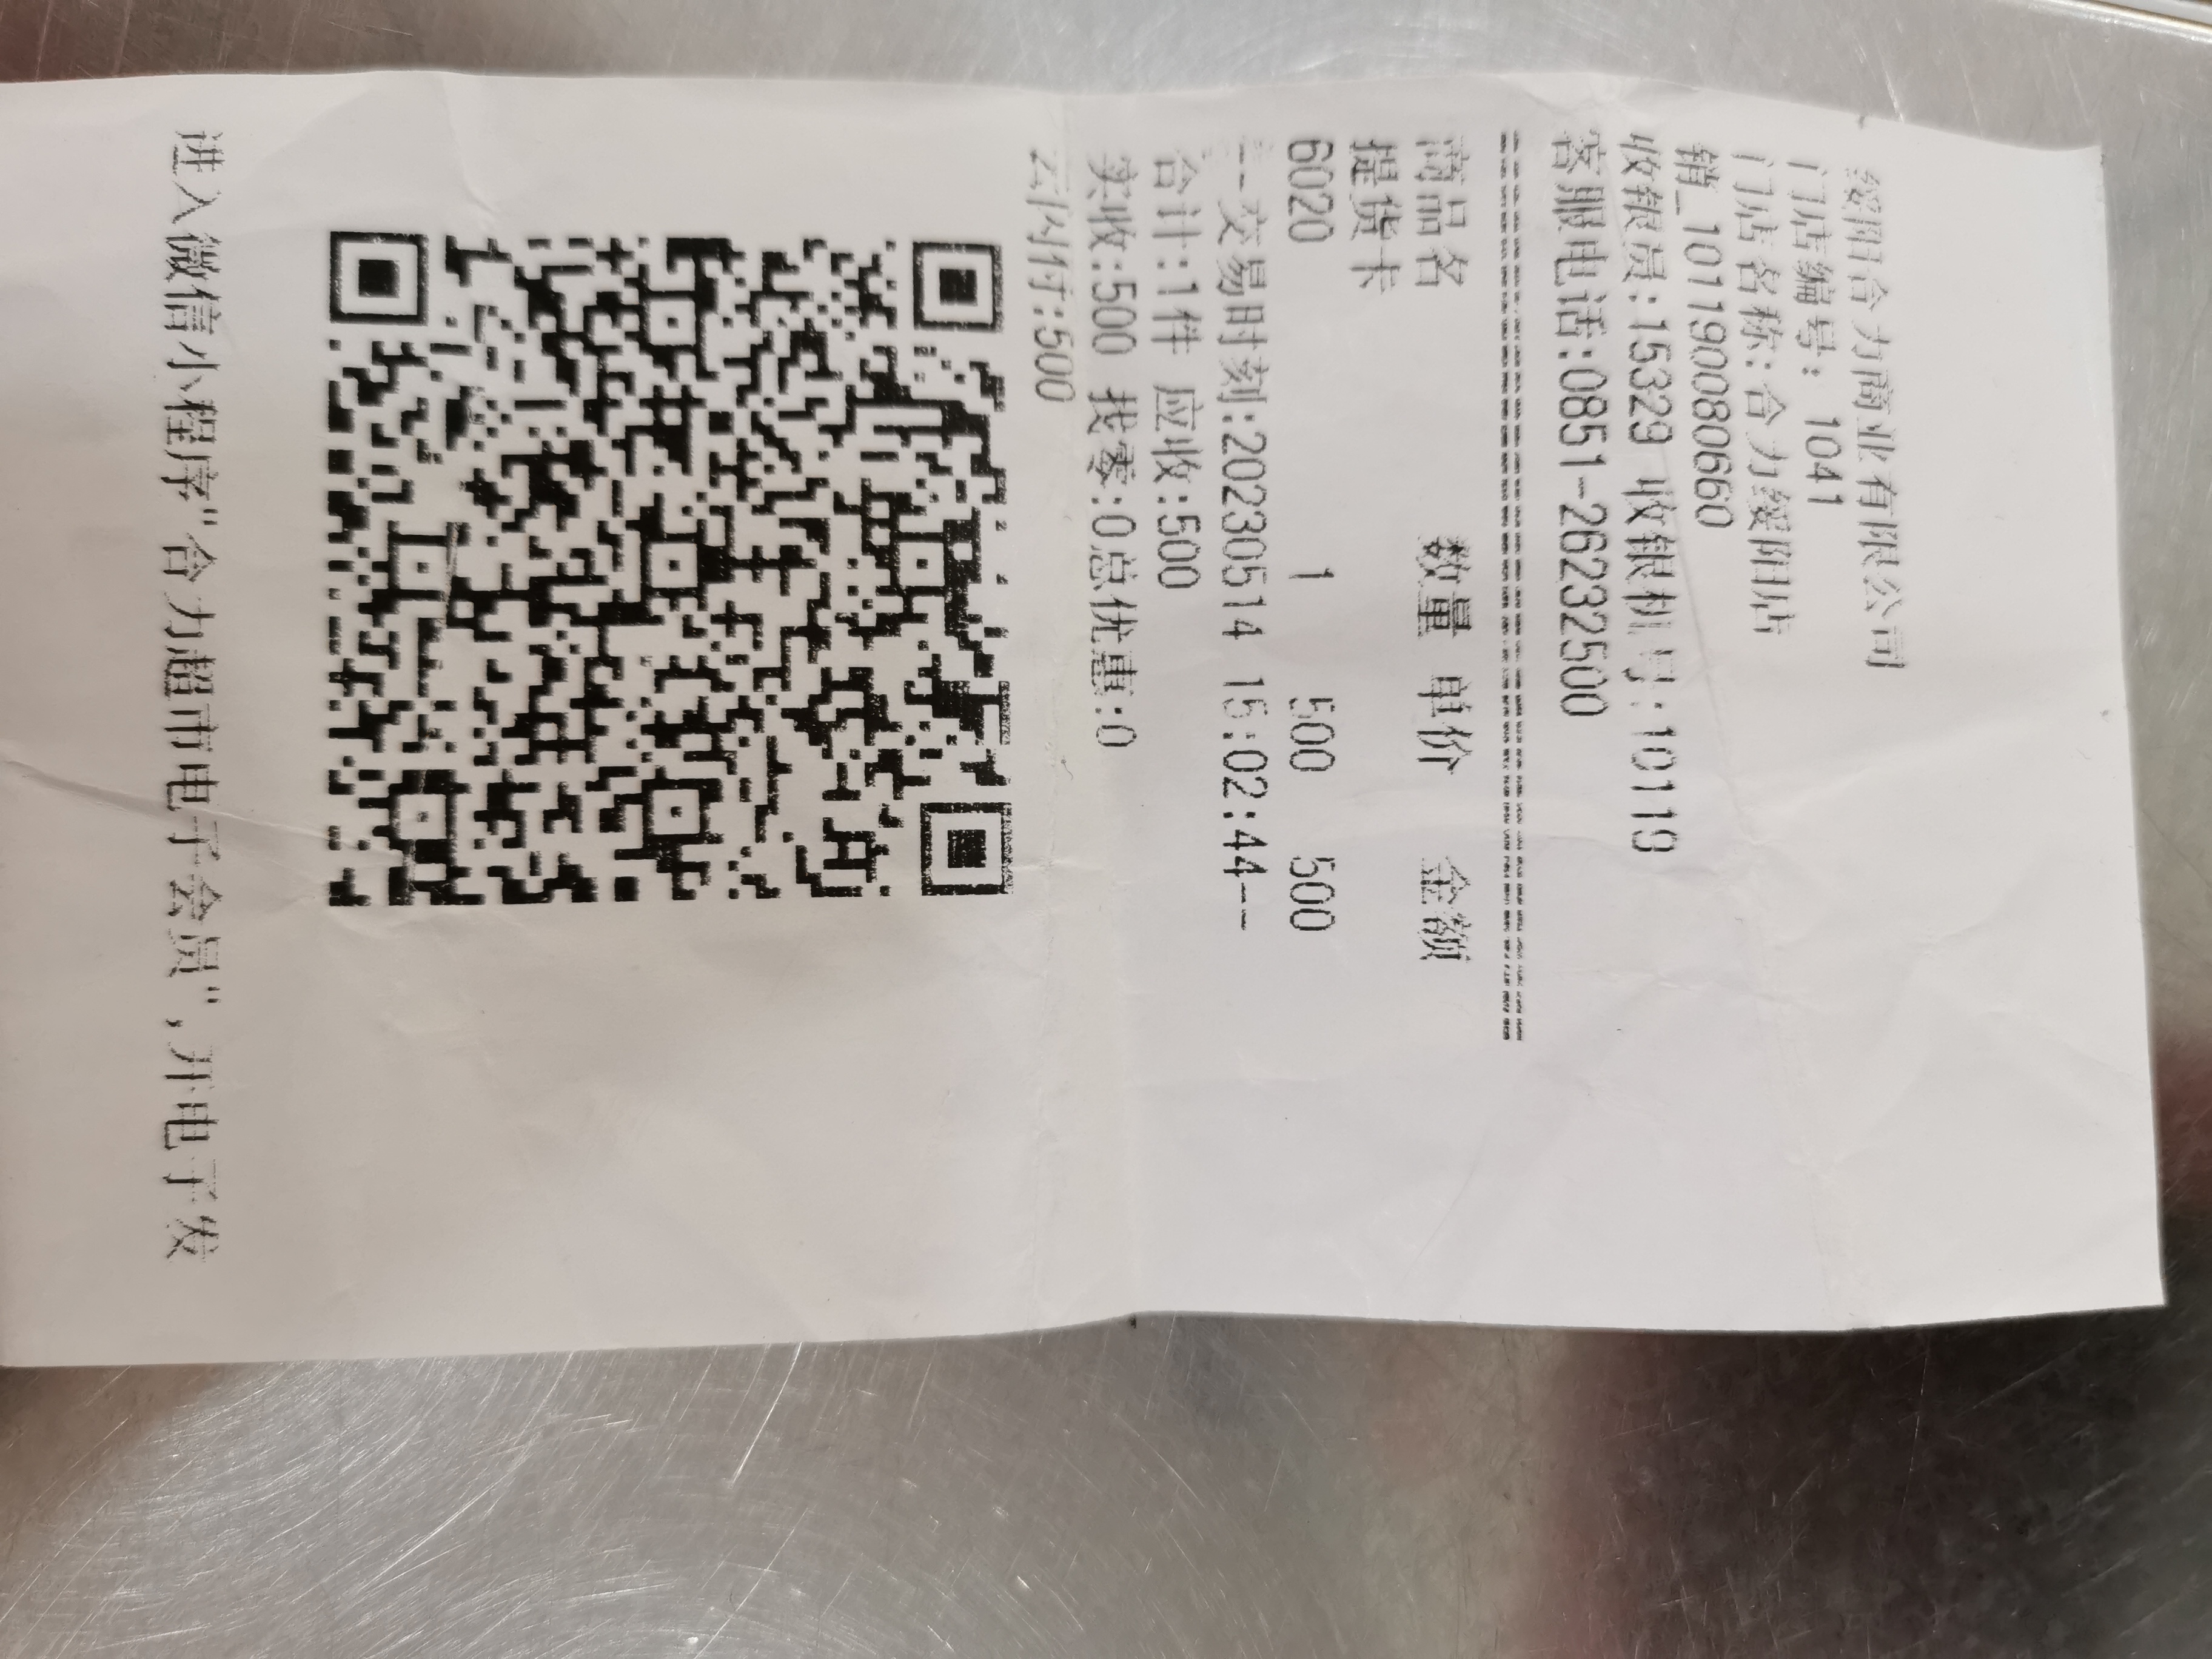 绥阳合力商业有限公司
门店编号: 1041
门店名称:合力绥阳店
销_101190080660
收银员:15329 收银机号:10119
客服电话:0851-26232500
================================
商品名 数量 单价 金额
提货卡
6020 1 500 500
--交易时刻:20230514 15:02:44--
合计:1件 应收:500
实收:500 找零:0总优惠:0
云闪付:500
进入微信小程序"合力超市电子会员",开电子发